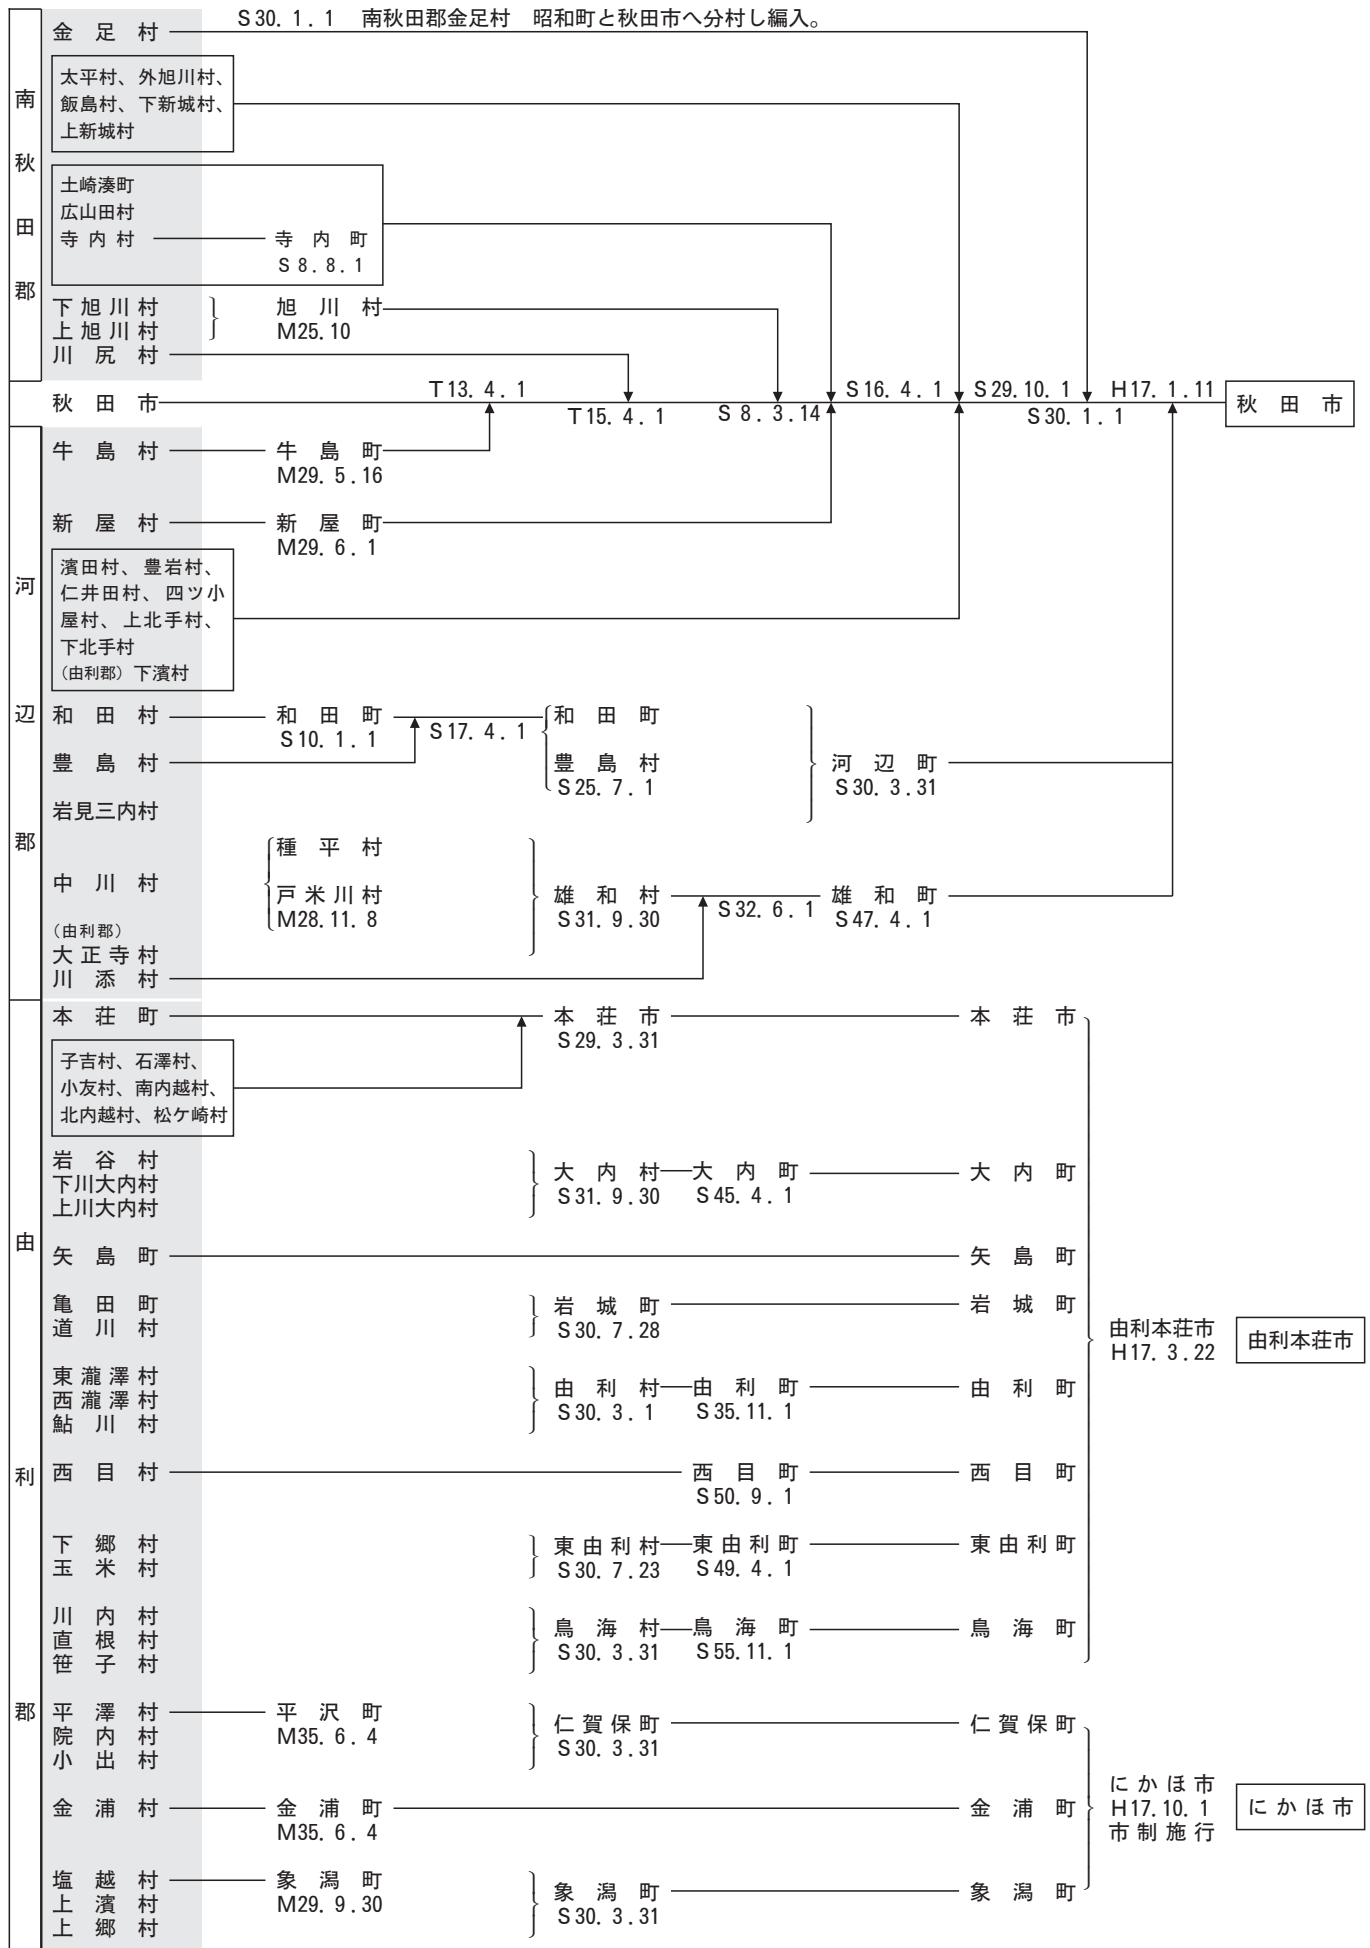 S30.1.1 南秋田郡金足村 昭和町と秋田市へ分村し編入。
南秋田郡
金足村
太平村、外旭川村、
飯島村、下新城村、
上新城村
土崎湊町
広山田村
寺内村 寺内町
S8.8.1
下旭川村 旭川村
上旭川村 M25.10
川尻村
秋田市 T13.4.1 T15.4.1 S8.3.14 S16.4.1 S29.10.1 S30.1.1 H17.1.11 秋田市
河辺郡
牛島村 牛島町
M29.5.16
新屋村 新屋町
M29.6.1
濱田村、豊岩村、
仁井田村、四ツ小
屋村、上北手村、
下北手村
(由利郡)下濱村
和田村 和田町 S17.4.1 和田町
S10.1.1
豊島村 豊島村 河辺町
S25.7.1 S30.3.31
岩見三内村
種平村
中川村 戸米川村 雄和村 S32.6.1 雄和町
M28.11.8 S31.9.30 S47.4.1
(由利郡)
大正寺村
川添村
由利郡
本荘町 本荘市 本荘市
S29.3.31
子吉村、石澤村、
小友村、南内越村、
北内越村、松ケ崎村
岩谷村 大内村 大内町 大内町
下川大内村 S31.9.30 S45.4.1
上川大内村
矢島町 矢島町
亀田町 岩城町 岩城町
道川村 S30.7.28
由利本荘市 由利本荘市
H17.3.22
東瀧澤村
西瀧澤村 由利村 由利町 由利町
鮎川村 S30.3.1 S35.11.1
西目村 西目町 西目町
S50.9.1
下郷村 東由利村 東由利町 東由利町
玉米村 S30.7.23 S49.4.1
川内村
直根村 鳥海村 鳥海町 鳥海町
笹子村 S30.3.31 S55.11.1
平澤村 平沢町 仁賀保町 仁賀保町
院内村 M35.6.4 S30.3.31
小出村
金浦村 金浦町 金浦町
M35.6.4
にかほ市 にかほ市
H17.10.1
市制施行
塩越村 象潟町 象潟町 象潟町
上濱村 M29.9.30 S30.3.31
上郷村